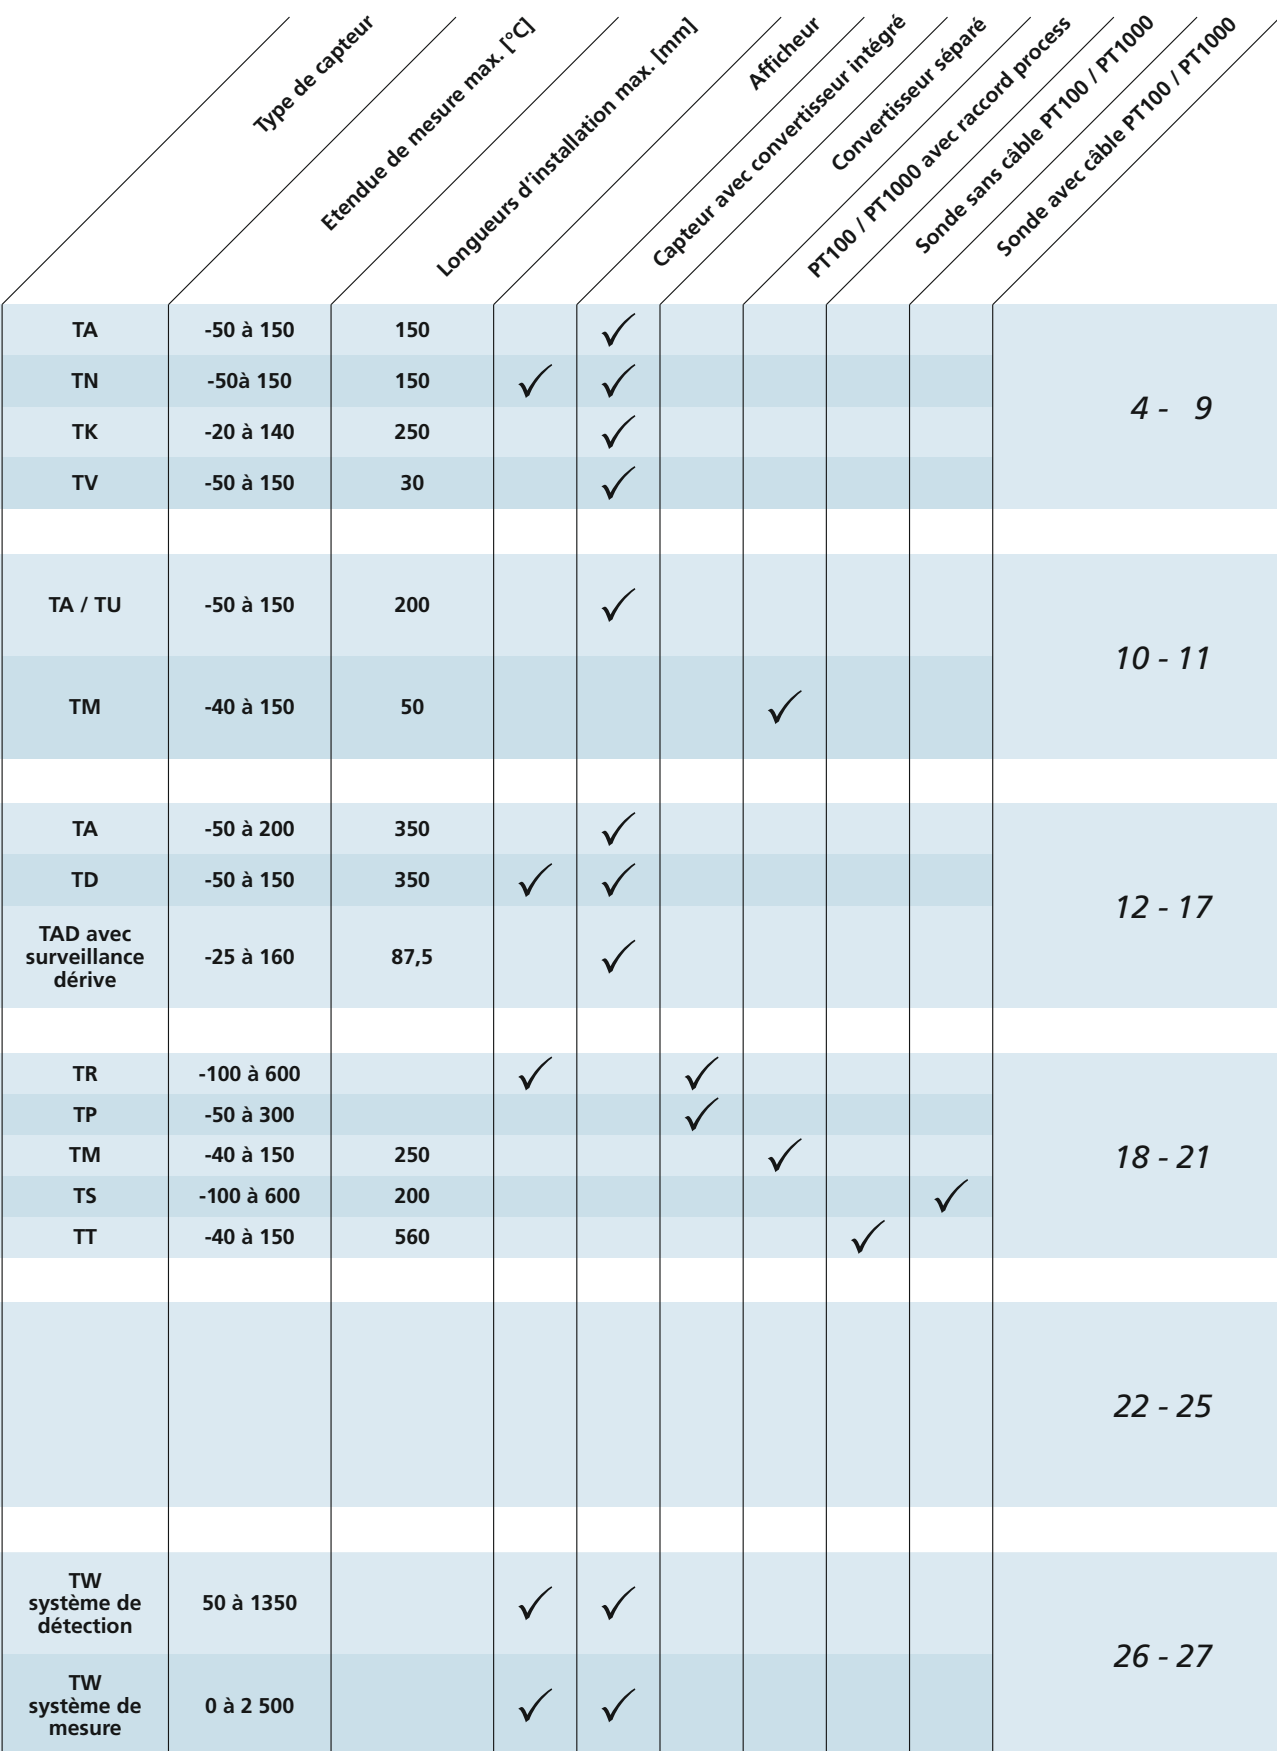 Type de capteur
Etendue de mesure max. [°C]
Longueurs d'installation max. [mm]
Afficheur
Capteur avec convertisseur intégré
Convertisseur séparé
PT100 / PT1000 avec raccord process
Sonde sans câble PT100 / PT1000
Sonde avec câble PT100 / PT1000
TA -50 à 150 150 ✓
TN -50à 150 150 ✓ ✓
TK -20 à 140 250 ✓
TV -50 à 150 30 ✓
4 - 9
TA / TU -50 à 150 200 ✓
TM -40 à 150 50 ✓
10 - 11
TA -50 à 200 350 ✓
TD -50 à 150 350 ✓ ✓
TAD avec
surveillance
dérive
-25 à 160 87,5 ✓
12 - 17
TR -100 à 600 ✓ ✓
TP -50 à 300 ✓
TM -40 à 150 250 ✓
TS -100 à 600 200 ✓
TT -40 à 150 560 ✓
18 - 21
22 - 25
TW
système de
détection
50 à 1350 ✓ ✓
TW
système de
mesure
0 à 2 500 ✓ ✓
26 - 27